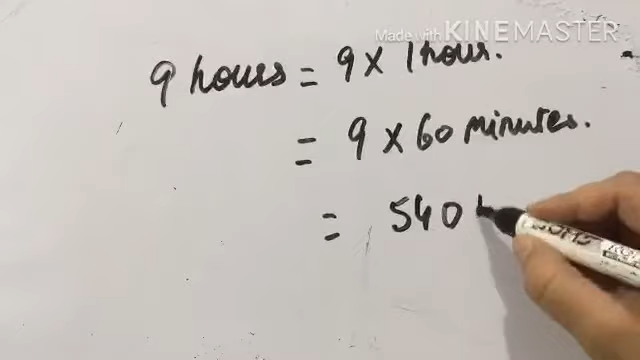 Made with KINEMASTER
9 hours = 9 × 1 hour.
= 9 × 60 minutes.
= 540